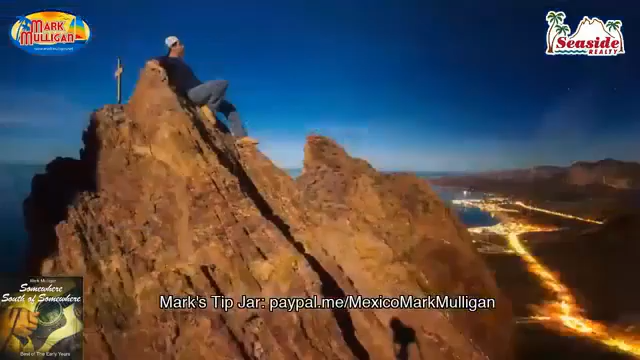 MARK
MULLIGAN
Seaside
REALTY
Mark Mulligan
Somewhere
South of Somewhere
Mark's Tip Jar: paypal.me/MexicoMarkMulligan
Best of The Early Years